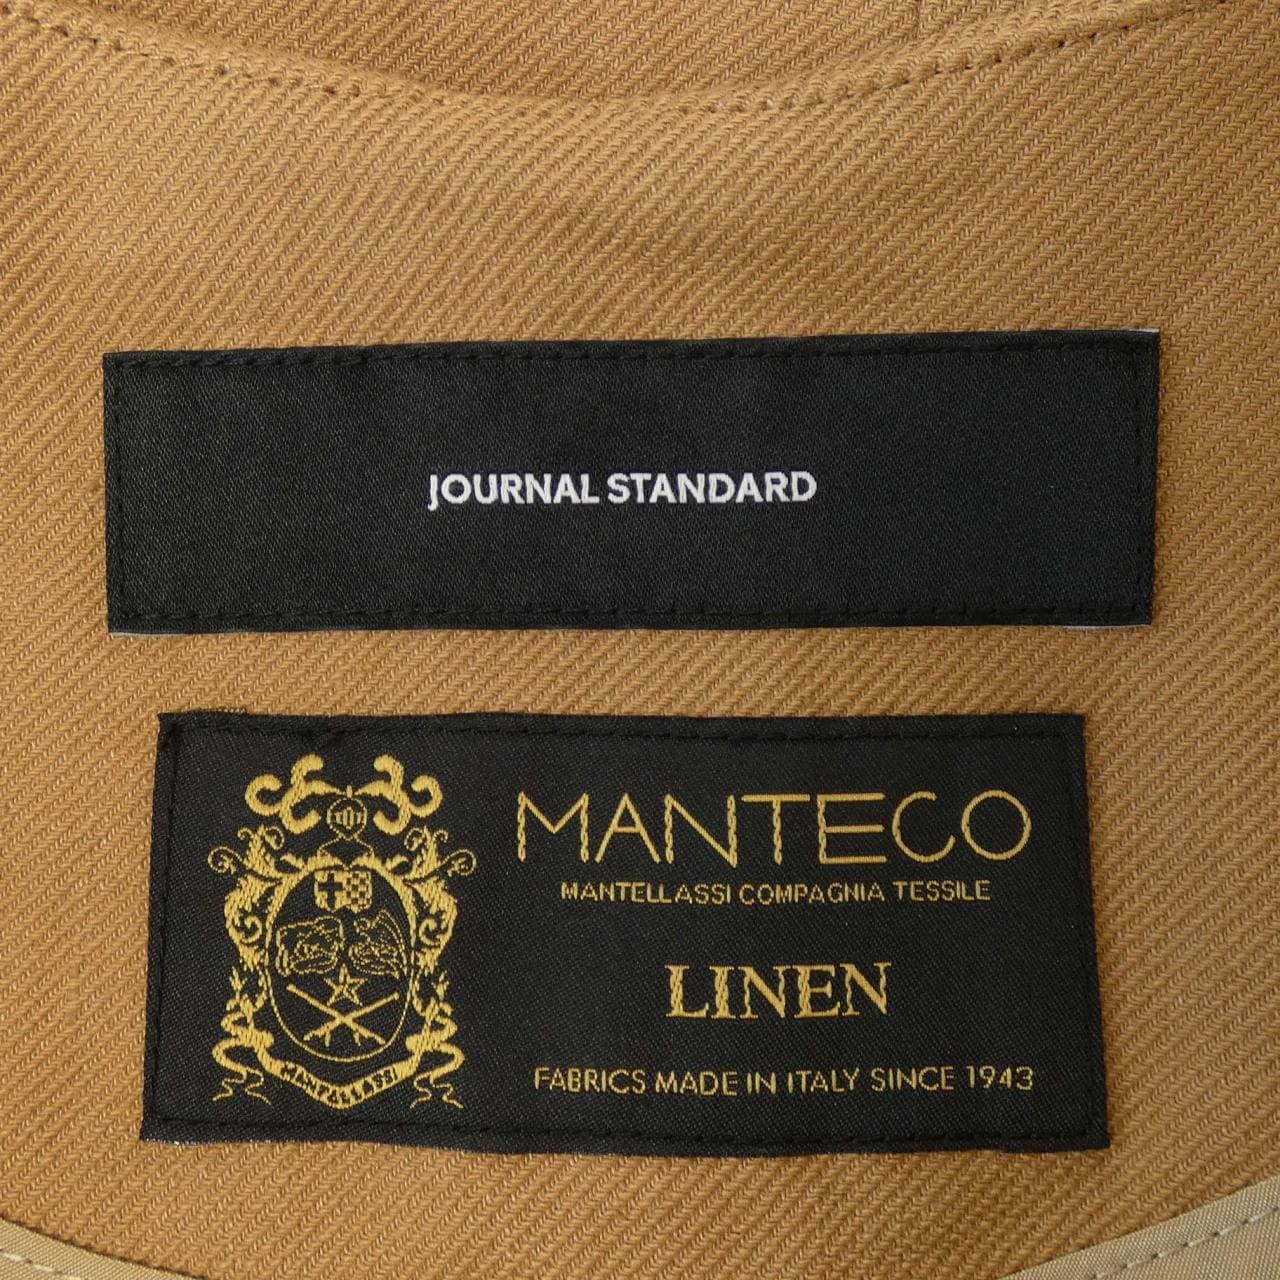 JOURNAL STANDARD
MANTECO
MANTELLASSI COMPAGNIA TESSILE
LINEN
FABRICS MADE IN ITALY SINCE 1943